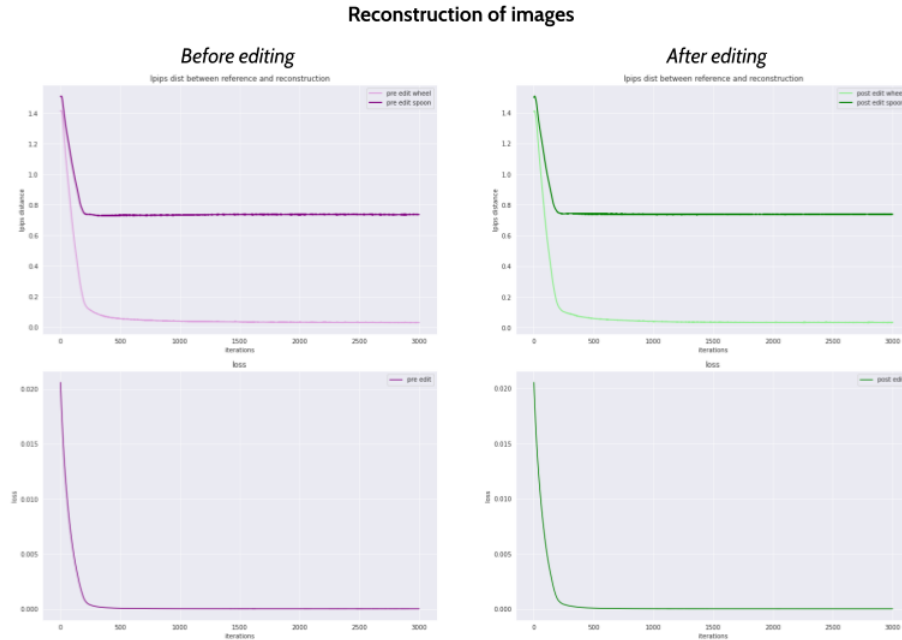 Reconstruction of images
Before editing
lpips dist between reference and reconstruction
pre edit wheel
pre edit spoon
1.4
1.2
1.0
0.8
0.6
0.4
0.2
0.0
lpips distance
0 500 1000 1500 2000 2500 3000
iterations
loss
pre edit
0.020
0.015
0.010
0.005
0.000
loss
0 500 1000 1500 2000 2500 3000
iterations
After editing
lpips dist between reference and reconstruction
post edit wheel
post edit spoon
1.4
1.2
1.0
0.8
0.6
0.4
0.2
0.0
lpips distance
0 500 1000 1500 2000 2500 3000
iterations
loss
post edit
0.020
0.015
0.010
0.005
0.000
loss
0 500 1000 1500 2000 2500 3000
iterations